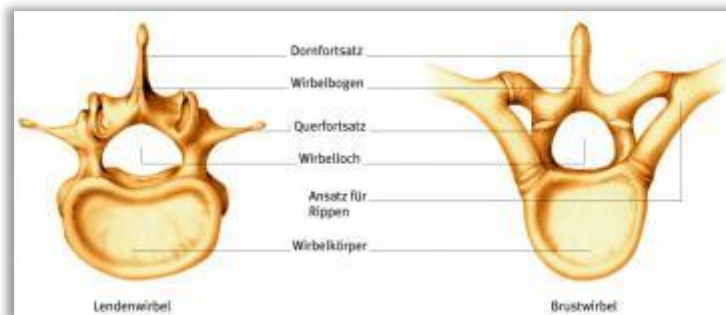 Dornfortsatz
Wirbelbogen
Querfortsatz
Wirbelloch
Ansatz für
Rippen
Wirbelkörper
Lendenwirbel
Brustwirbel